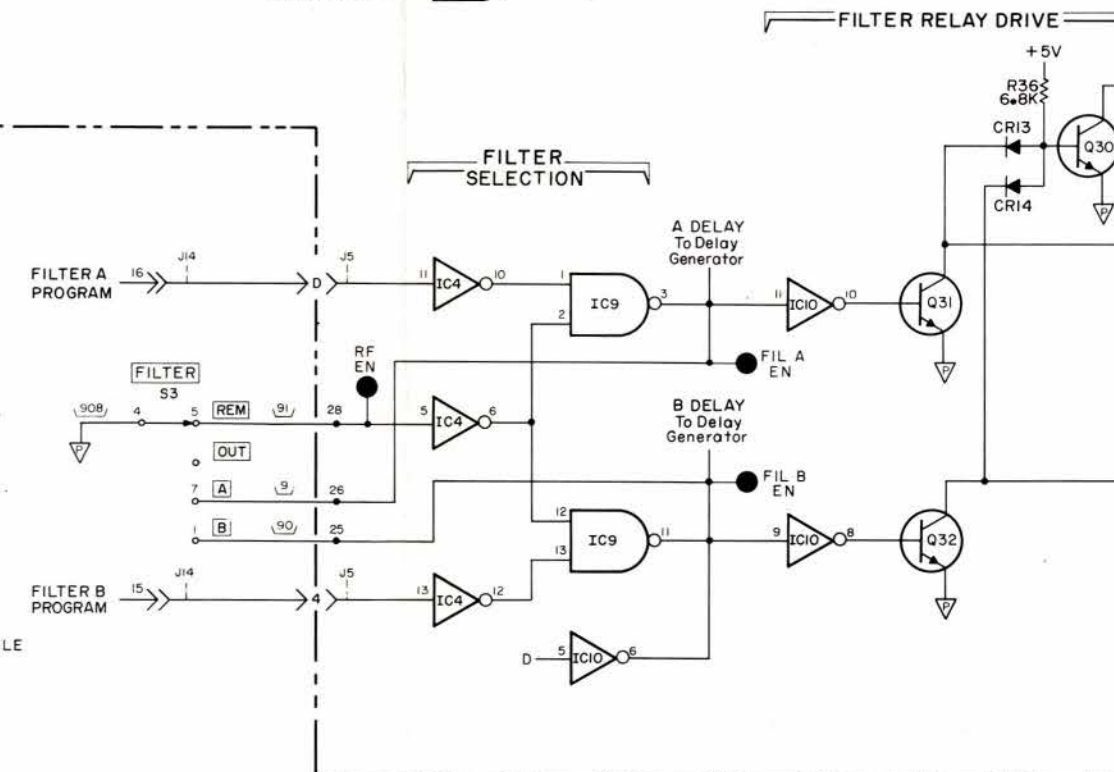 FILTER RELAY DRIVE
+5V
R36
6.8K
CR13
Q30
CR14
P
FILTER
SELECTION
A DELAY
To Delay
Generator
FILTER A
PROGRAM
16
J14
D
J5
11
IC4
10
1
2
IC9
3
11
IC10
10
Q31
P
FIL A
EN
RF
EN
FILTER
S3
908
4
5
REM
91
28
5
IC4
6
P
OUT
7
A
9
26
1
B
90
25
B DELAY
To Delay
Generator
FIL B
EN
12
13
IC9
11
9
IC10
8
Q32
P
FILTER B
PROGRAM
15
J14
4
J5
13
IC4
12
LE
D
5
IC10
6